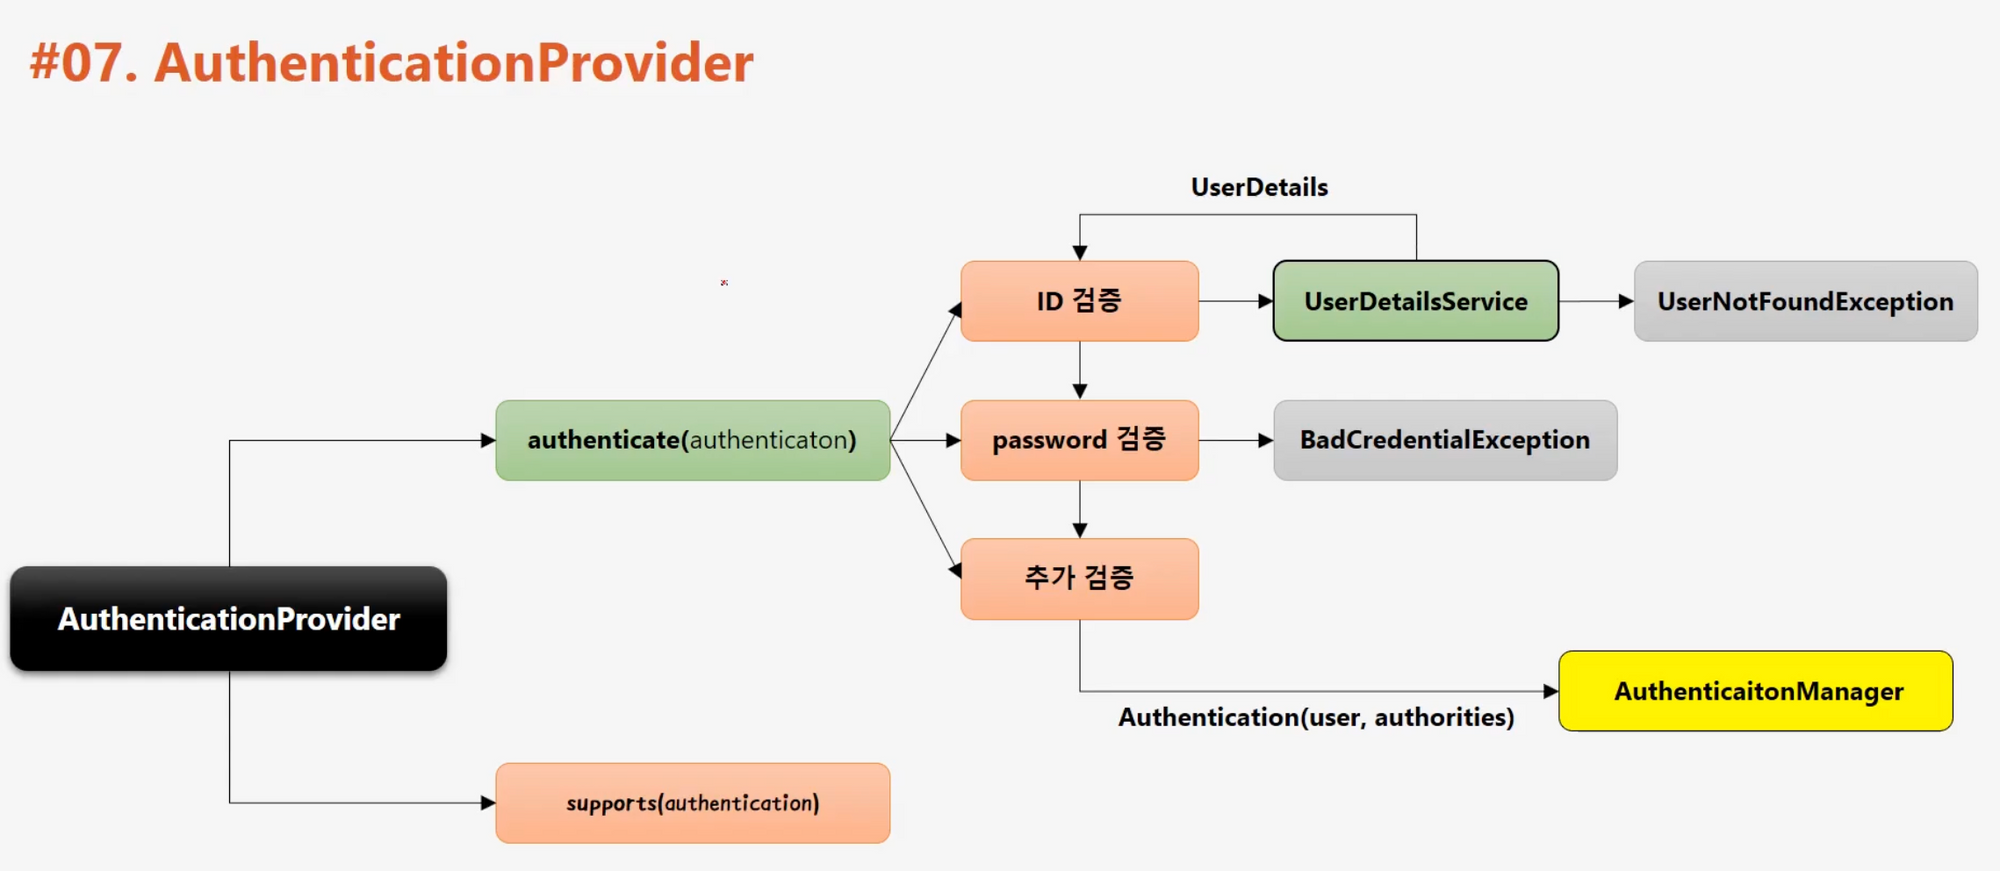 #07. AuthenticationProvider
UserDetails
ID 검증
UserDetailsService
UserNotFoundException
authenticate(authenticaton)
password 검증
BadCredentialException
추가 검증
AuthenticationProvider
AuthenticaitonManager
Authentication(user, authorities)
supports(authentication)